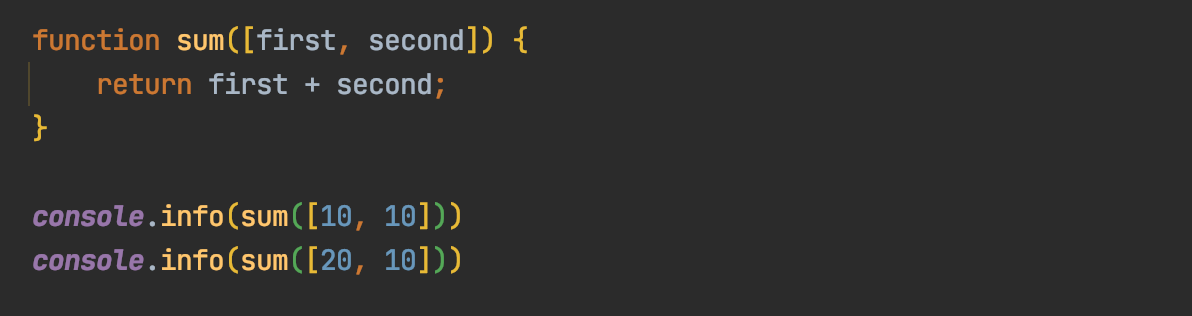 function sum([first, second]) {
    return first + second;
}

console.info(sum([10, 10]))
console.info(sum([20, 10]))